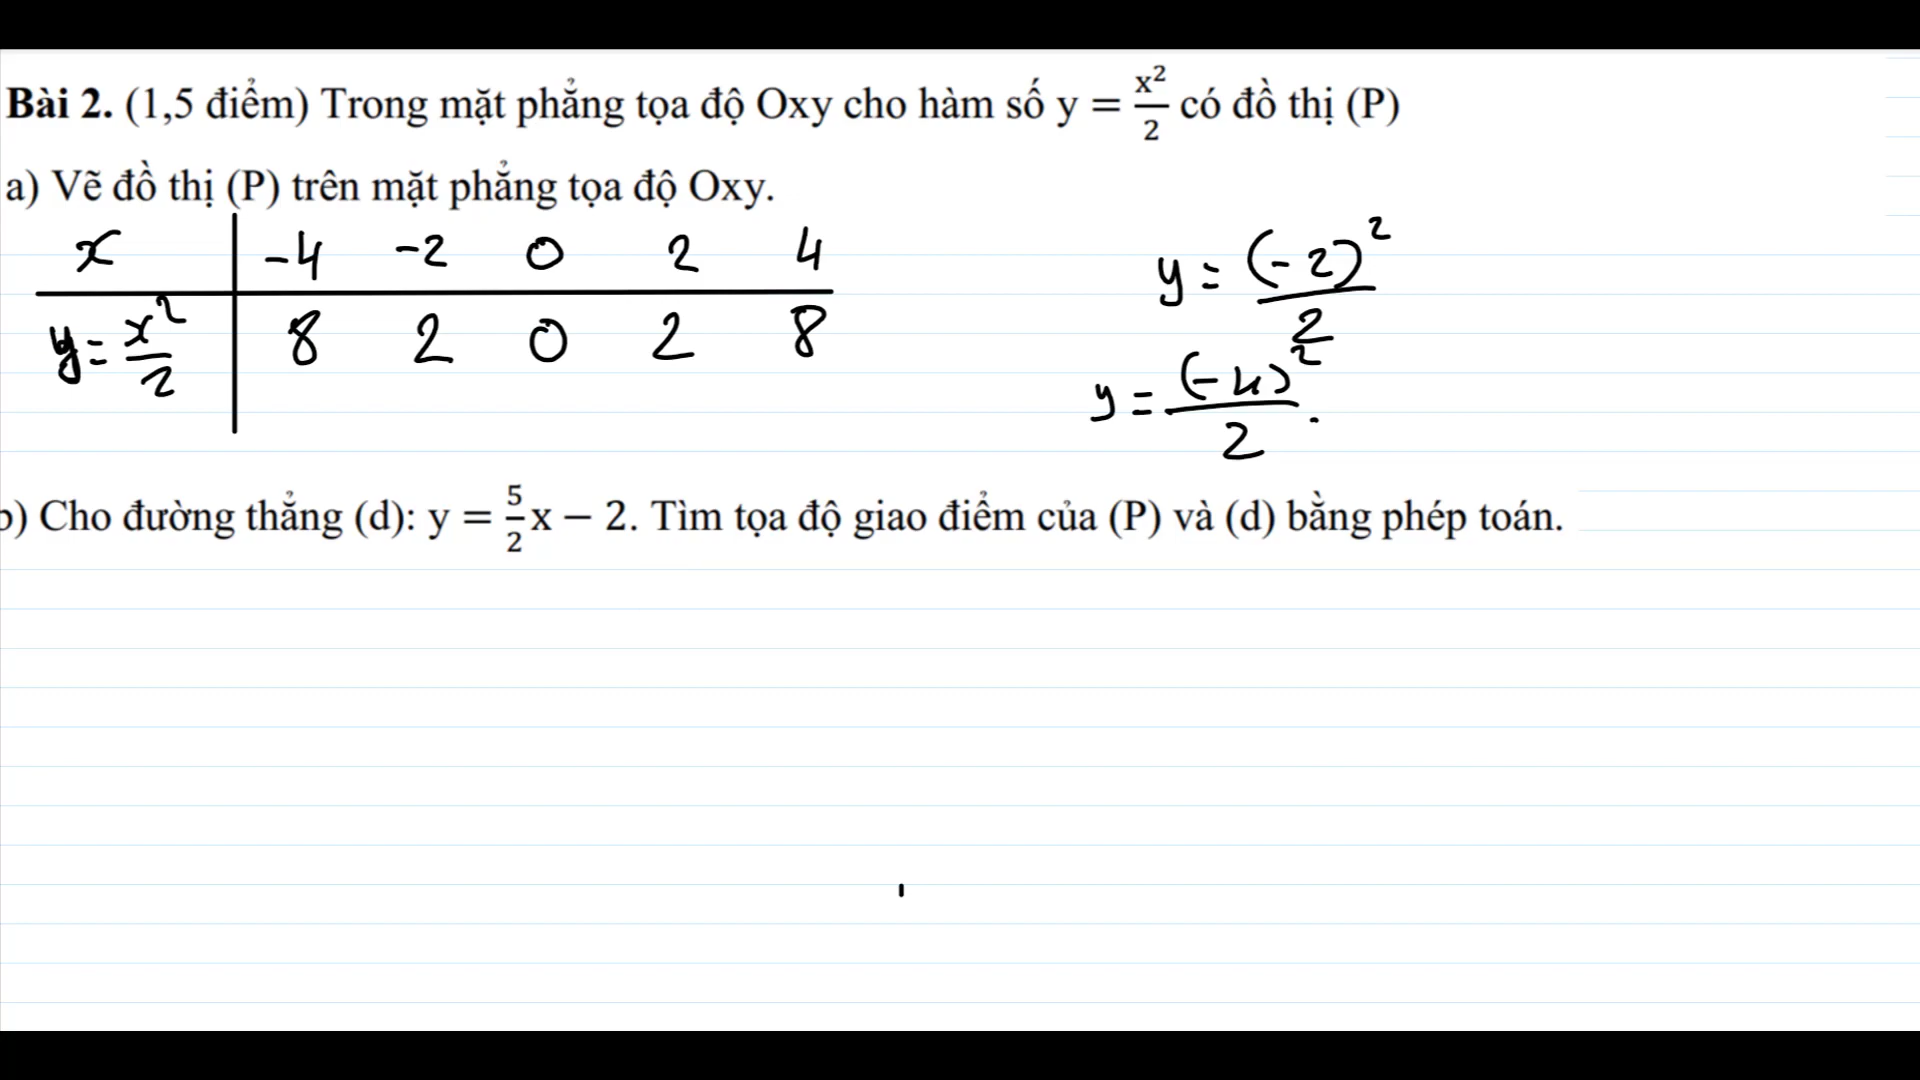 Bài 2. (1,5 điểm) Trong mặt phẳng tọa độ Oxy cho hàm số y = x²/2 có đồ thị (P)
a) Vẽ đồ thị (P) trên mặt phẳng tọa độ Oxy.
x -4 -2 0 2 4
y = x²/2 8 2 0 2 8
y = (-2)²/2
y = (-4)²/2
b) Cho đường thẳng (d): y = 5/2 x − 2. Tìm tọa độ giao điểm của (P) và (d) bằng phép toán.